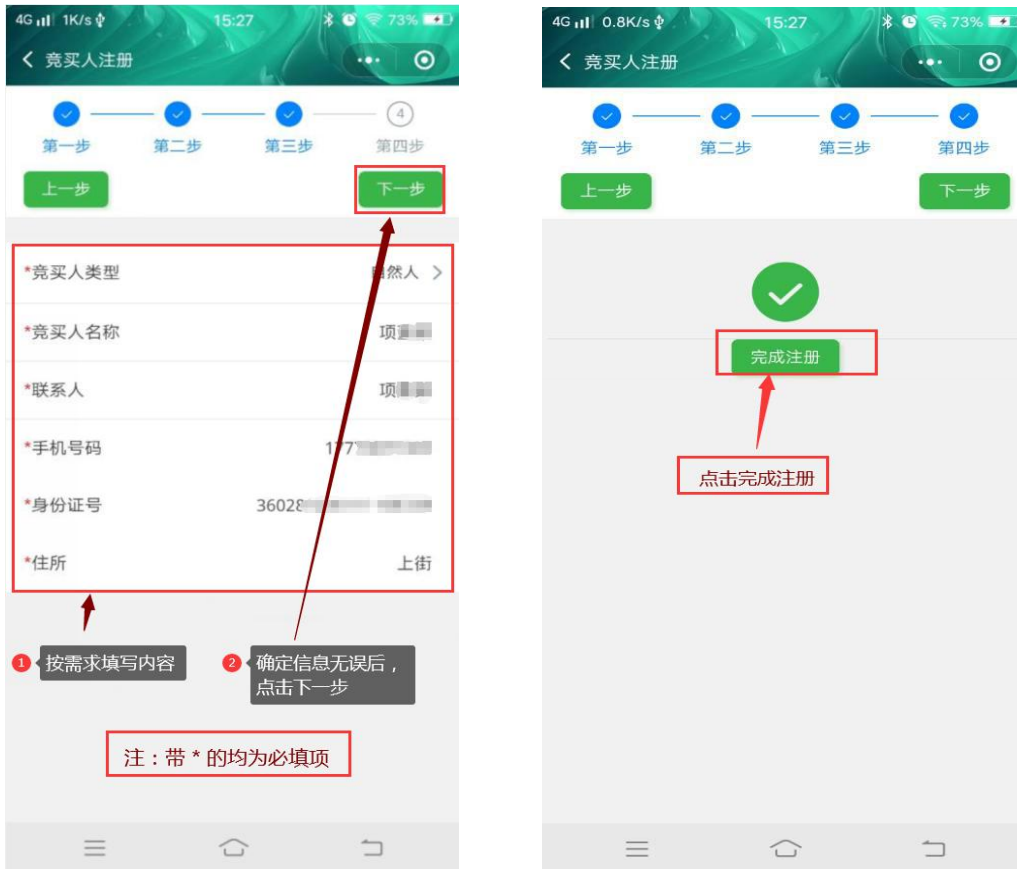 4G 1K/s 15:27 73%
竞买人注册
4
第一步 第二步 第三步 第四步
上一步 下一步
*竞买人类型 自然人
*竞买人名称 项
*联系人 项
*手机号码 177
*身份证号 36028
*住所 上街
1 按需求填写内容
2 确定信息无误后，
点击下一步
注：带 * 的均为必填项
4G 0.8K/s 15:27 73%
竞买人注册
第一步 第二步 第三步 第四步
上一步 下一步
完成注册
点击完成注册